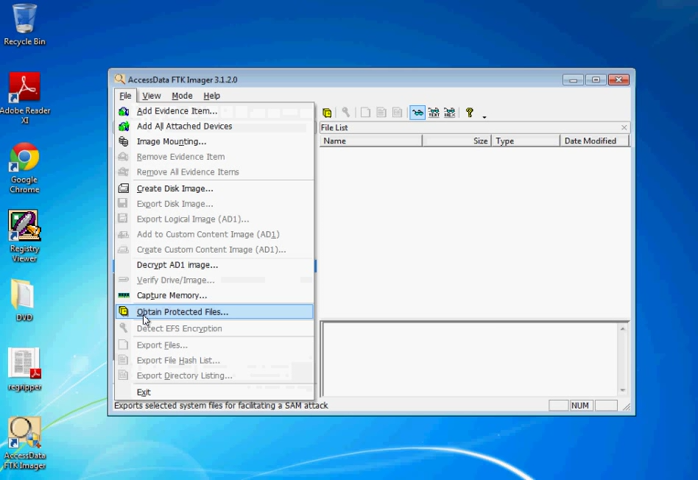 Recycle Bin
Adobe Reader
XI
Google
Chrome
Registry
Viewer
DVD
regripper
AccessData
FTK Imager
AccessData FTK Imager 3.1.2.0
File View Mode Help
Add Evidence Item...
Add All Attached Devices
Image Mounting...
Remove Evidence Item
Remove All Evidence Items
Create Disk Image...
Export Disk Image...
Export Logical Image (AD1)...
Add to Custom Content Image (AD1)
Create Custom Content Image (AD1)...
Decrypt AD1 image...
Verify Drive/Image...
Capture Memory...
Obtain Protected Files...
Detect EFS Encryption
Export Files...
Export File Hash List...
Export Directory Listing...
Exit
File List
Name Size Type Date Modified
Exports selected system files for facilitating a SAM attack
NUM